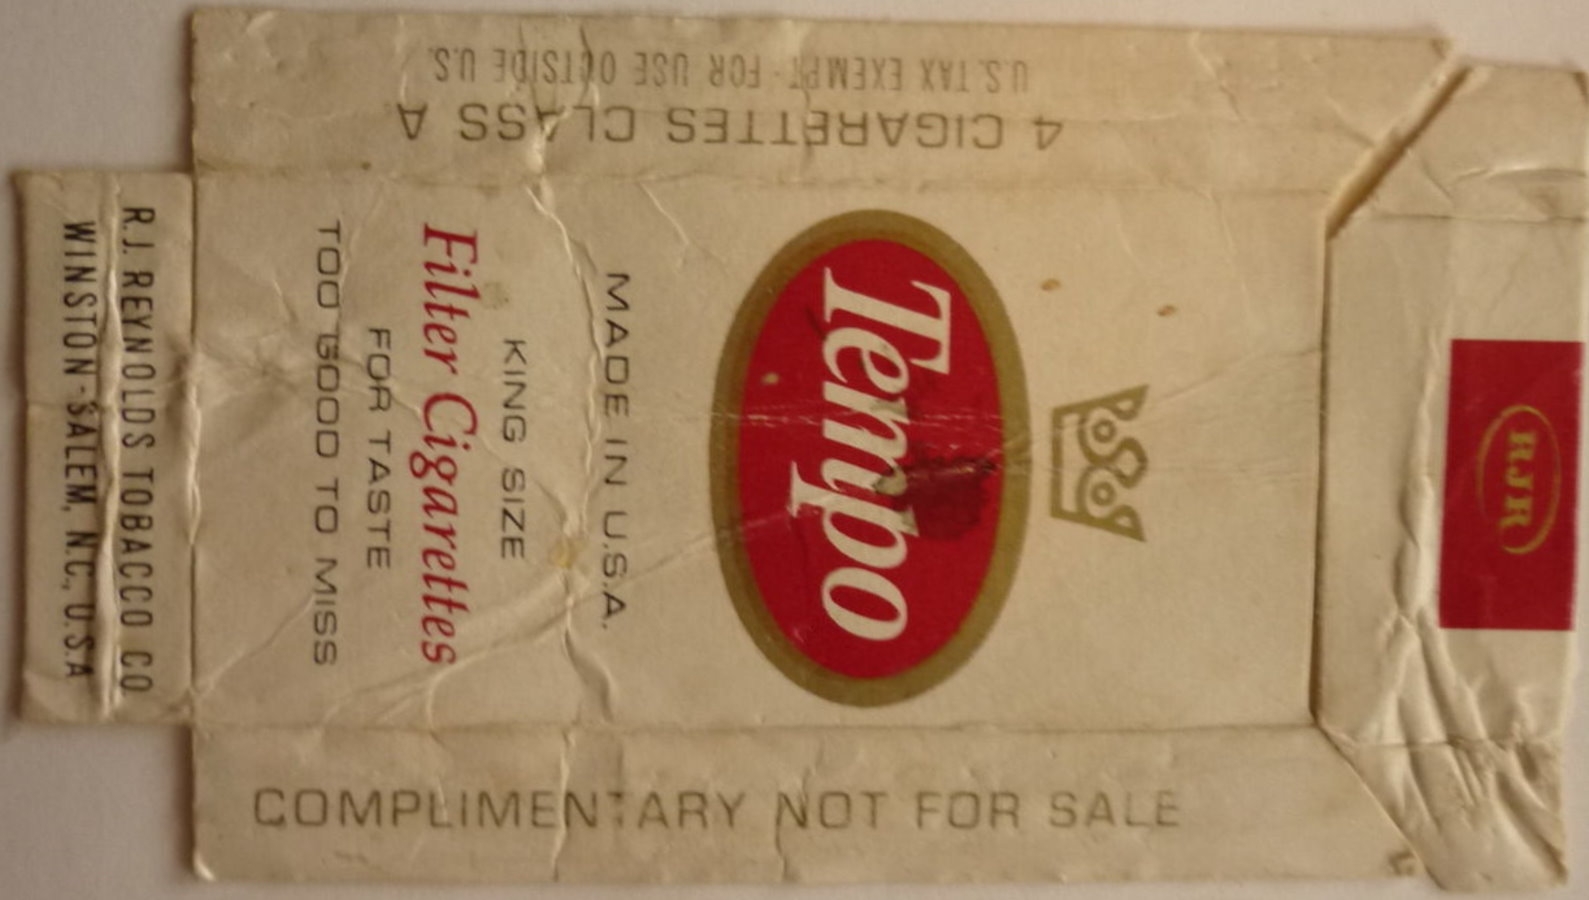 U.S. TAX EXEMPT - FOR USE OUTSIDE U.S.
4 CIGARETTES CLASS A
RJR
Tempo
MADE IN U.S.A.
KING SIZE
Filter Cigarettes
FOR TASTE
TOO GOOD TO MISS
R.J. REYNOLDS TOBACCO CO
WINSTON-SALEM, N.C., U.S.A
COMPLIMENTARY NOT FOR SALE